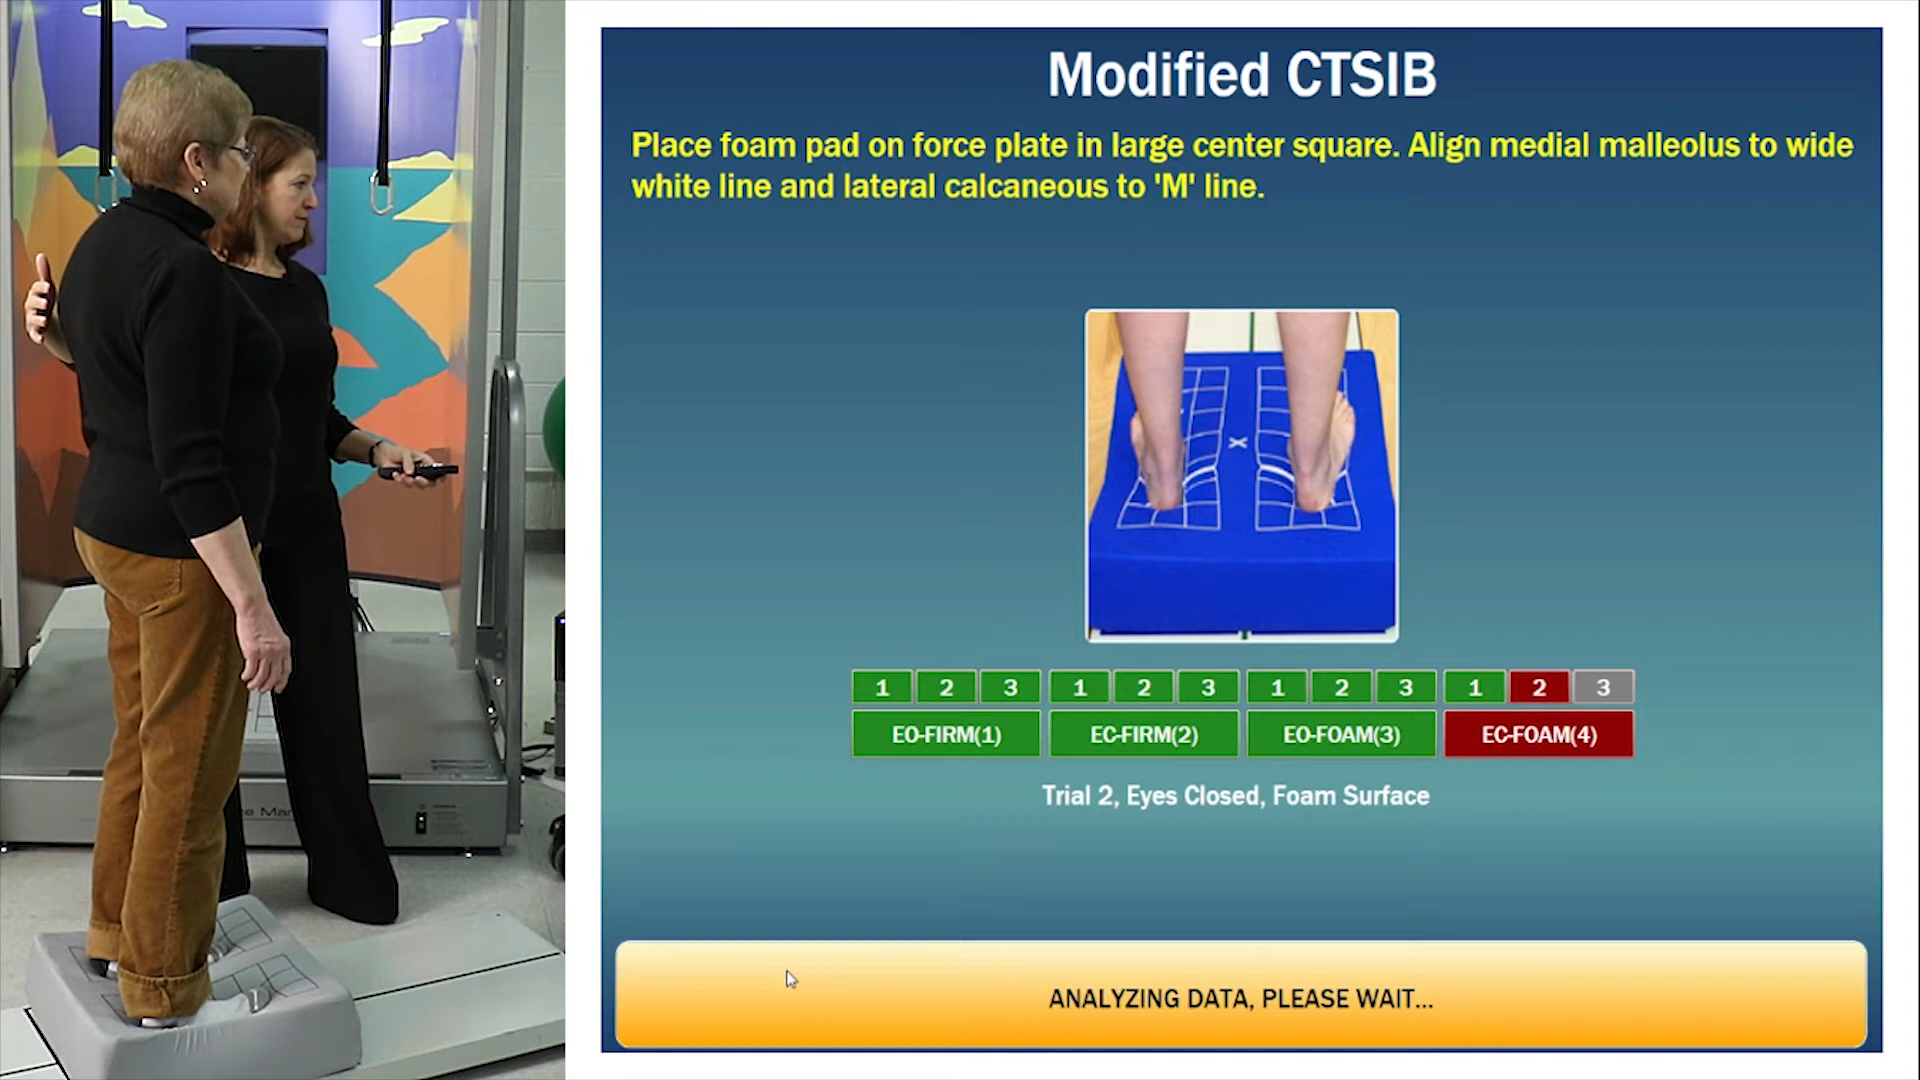 Modified CTSIB
Place foam pad on force plate in large center square. Align medial malleolus to wide
white line and lateral calcaneous to 'M' line.
1 2 3 1 2 3 1 2 3 1 2 3
EO-FIRM(1) EC-FIRM(2) EO-FOAM(3) EC-FOAM(4)
Trial 2, Eyes Closed, Foam Surface
ANALYZING DATA, PLEASE WAIT...